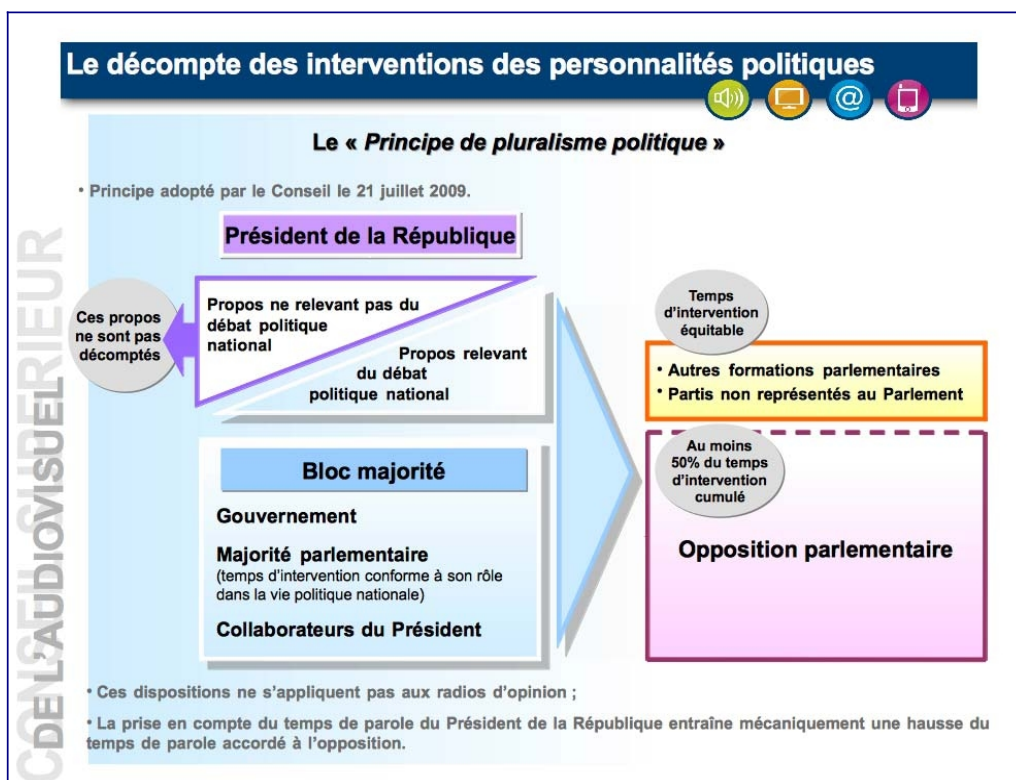 Le décompte des interventions des personnalités politiques
@
Le « Principe de pluralisme politique »
• Principe adopté par le Conseil le 21 juillet 2009.
Président de la République
Ces propos
ne sont pas
décomptés
Propos ne relevant pas du
débat politique
national
Propos relevant
du débat
politique national
Temps
d'intervention
équitable
• Autres formations parlementaires
• Partis non représentés au Parlement
Bloc majorité
Gouvernement
Majorité parlementaire
(temps d'intervention conforme à son rôle
dans la vie politique nationale)
Collaborateurs du Président
Au moins
50% du temps
d'intervention
cumulé
Opposition parlementaire
• Ces dispositions ne s'appliquent pas aux radios d'opinion ;
• La prise en compte du temps de parole du Président de la République entraîne mécaniquement une hausse du
temps de parole accordé à l'opposition.
CONSEIL SUPERIEUR
DE L'AUDIOVISUEL